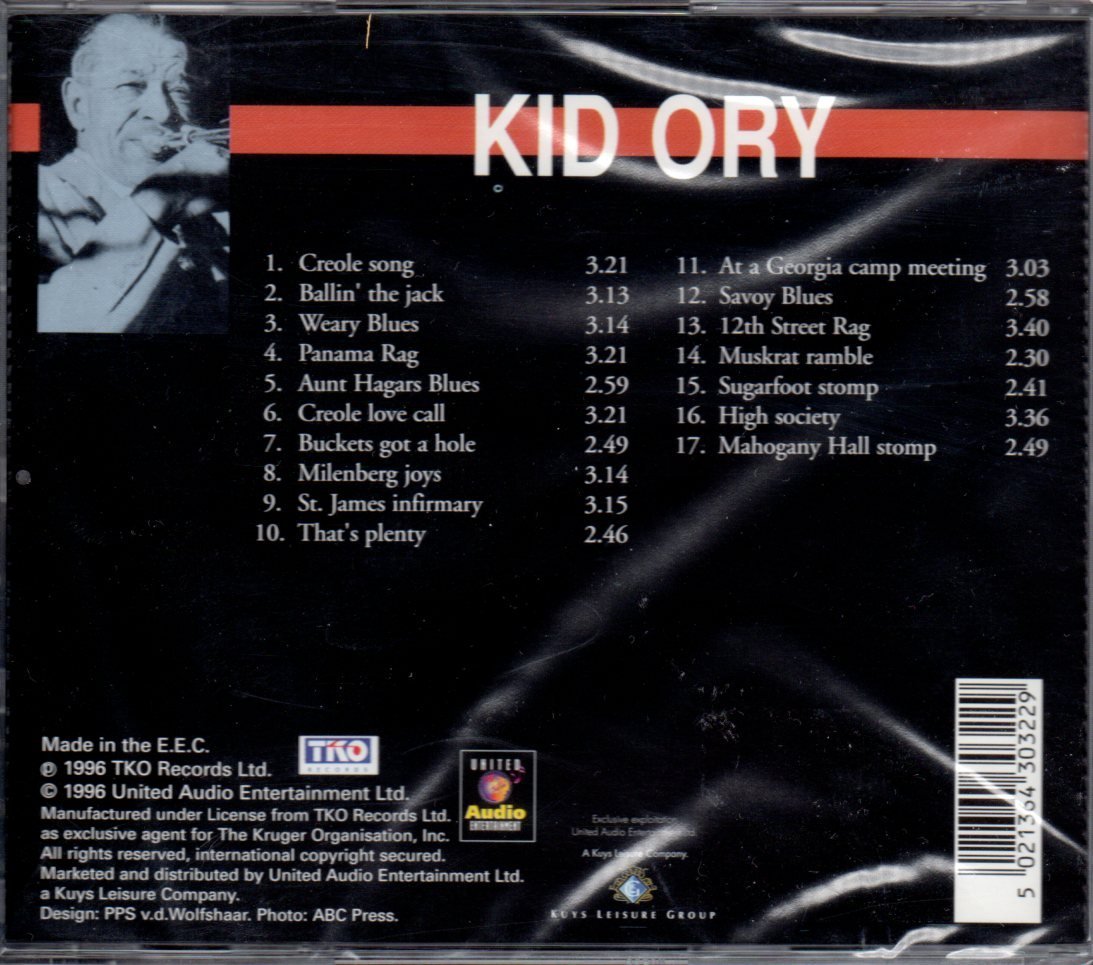 KID ORY
©
1. Creole song 3.21
2. Ballin' the jack 3.13
3. Weary Blues 3.14
4. Panama Rag 3.21
5. Aunt Hagars Blues 2.59
6. Creole love call 3.21
7. Buckets got a hole 2.49
8. Milenberg joys 3.14
9. St. James infirmary 3.15
10. That's plenty 2.46
11. At a Georgia camp meeting 3.03
12. Savoy Blues 2.58
13. 12th Street Rag 3.40
14. Muskrat ramble 2.30
15. Sugarfoot stomp 2.41
16. High society 3.36
17. Mahogany Hall stomp 2.49
Made in the E.E.C.
℗ 1996 TKO Records Ltd.
© 1996 United Audio Entertainment Ltd.
Manufactured under License from TKO Records Ltd.
as exclusive agent for The Kruger Organisation, Inc.
All rights reserved, international copyright secured.
Marketed and distributed by United Audio Entertainment Ltd.
a Kuys Leisure Company.
Design: PPS v.d.Wolfshaar. Photo: ABC Press.
TKO
RECORDS
UNITED
Audio
ENTERTAINMENT
Exclusive exploitation
United Audio Entertainment Ltd.
A Kuys Leisure Company.
KUYS LEISURE GROUP
5 021364 303229